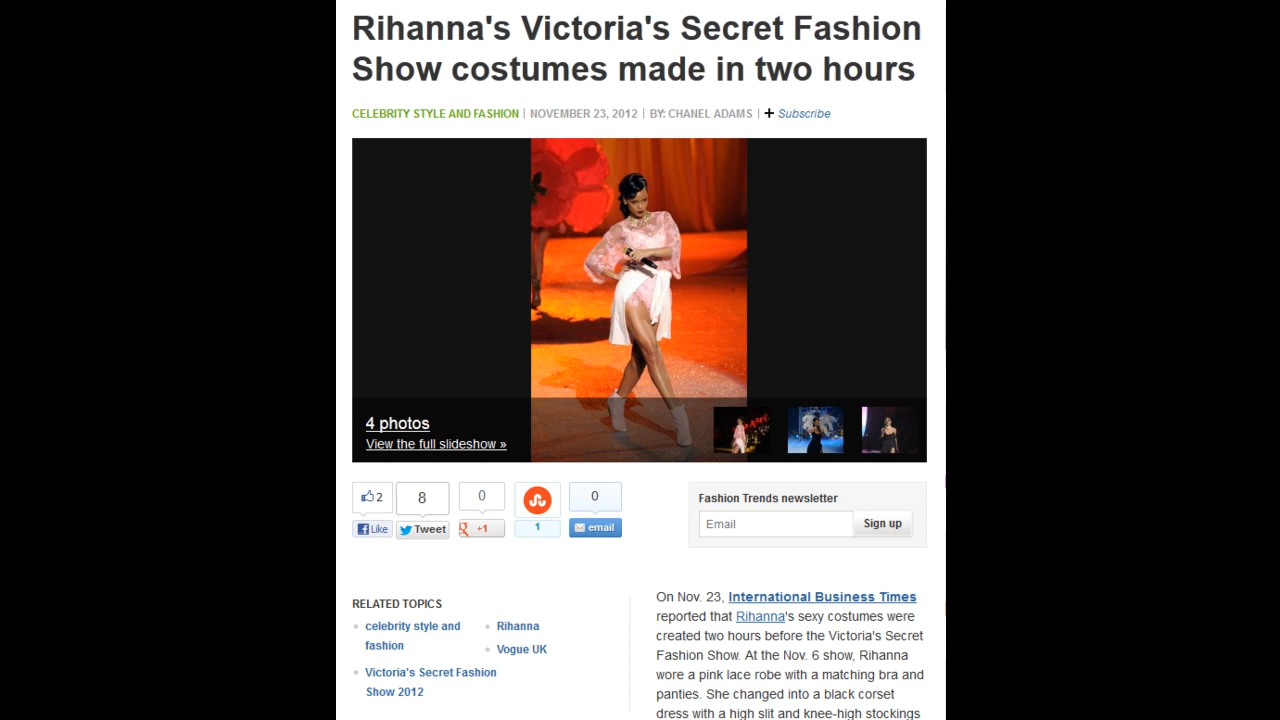 Rihanna's Victoria's Secret Fashion
Show costumes made in two hours
CELEBRITY STYLE AND FASHION | NOVEMBER 23, 2012 | BY: CHANEL ADAMS | + Subscribe
4 photos
View the full slideshow »
2
8
0
1
0
Like
Tweet
+1
email
Fashion Trends newsletter
Email
Sign up
RELATED TOPICS
celebrity style and
fashion
Rihanna
Vogue UK
Victoria's Secret Fashion
Show 2012
On Nov. 23, International Business Times
reported that Rihanna's sexy costumes were
created two hours before the Victoria's Secret
Fashion Show. At the Nov. 6 show, Rihanna
wore a pink lace robe with a matching bra and
panties. She changed into a black corset
dress with a high slit and knee-high stockings